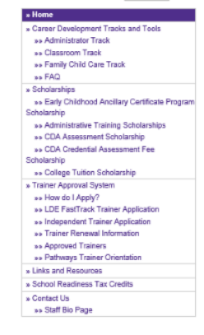 » Home
» Career Development Tracks and Tools
»» Administrator Track
»» Classroom Track
»» Family Child Care Track
»» FAQ
» Scholarships
»» Early Childhood Ancillary Certificate Program
Scholarship
»» Administrative Training Scholarships
»» CDA Assessment Scholarship
»» CDA Credential Assessment Fee
Scholarship
»» College Tuition Scholarship
» Trainer Approval System
»» How do I Apply?
»» LDE FastTrack Trainer Application
»» Independent Trainer Application
»» Trainer Renewal Information
»» Approved Trainers
»» Pathways Trainer Orientation
» Links and Resources
» School Readiness Tax Credits
» Contact Us
»» Staff Bio Page